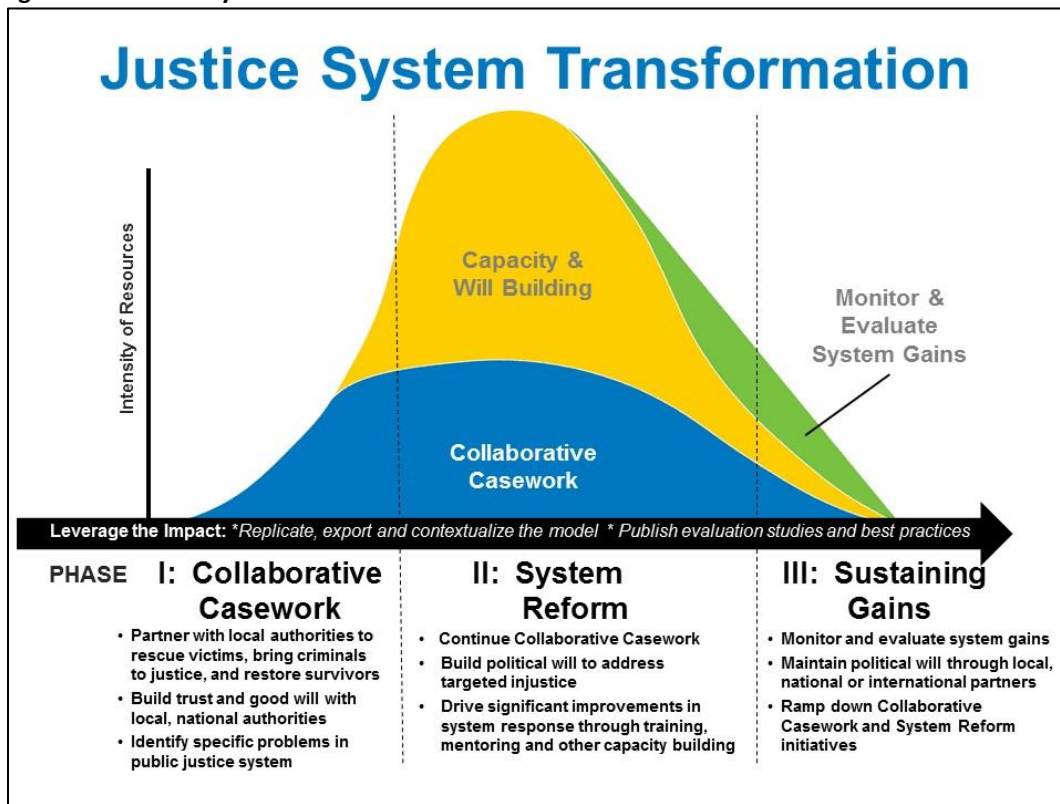 Justice System Transformation
Intensity of Resources
Capacity &
Will Building
Monitor &
Evaluate
System Gains
Collaborative
Casework
Leverage the Impact: *Replicate, export and contextualize the model * Publish evaluation studies and best practices
PHASE
I: Collaborative
Casework
• Partner with local authorities to
rescue victims, bring criminals
to justice, and restore survivors
• Build trust and good will with
local, national authorities
• Identify specific problems in
public justice system
II: System
Reform
• Continue Collaborative Casework
• Build political will to address
targeted injustice
• Drive significant improvements in
system response through training,
mentoring and other capacity building
III: Sustaining
Gains
• Monitor and evaluate system gains
• Maintain political will through local,
national or international partners
• Ramp down Collaborative
Casework and System Reform
initiatives